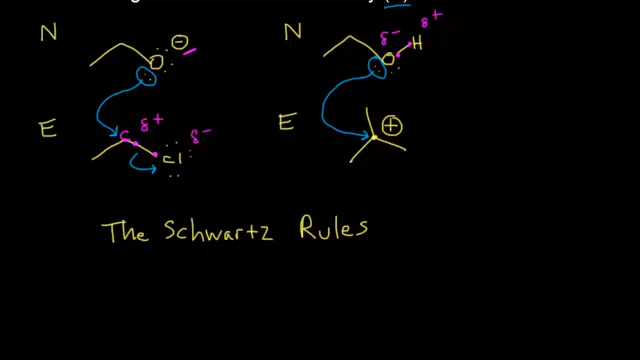 N N
δ- δ+
O ⊖ O H
E δ+ δ- E ⊕
C Cl
The Schwartz Rules